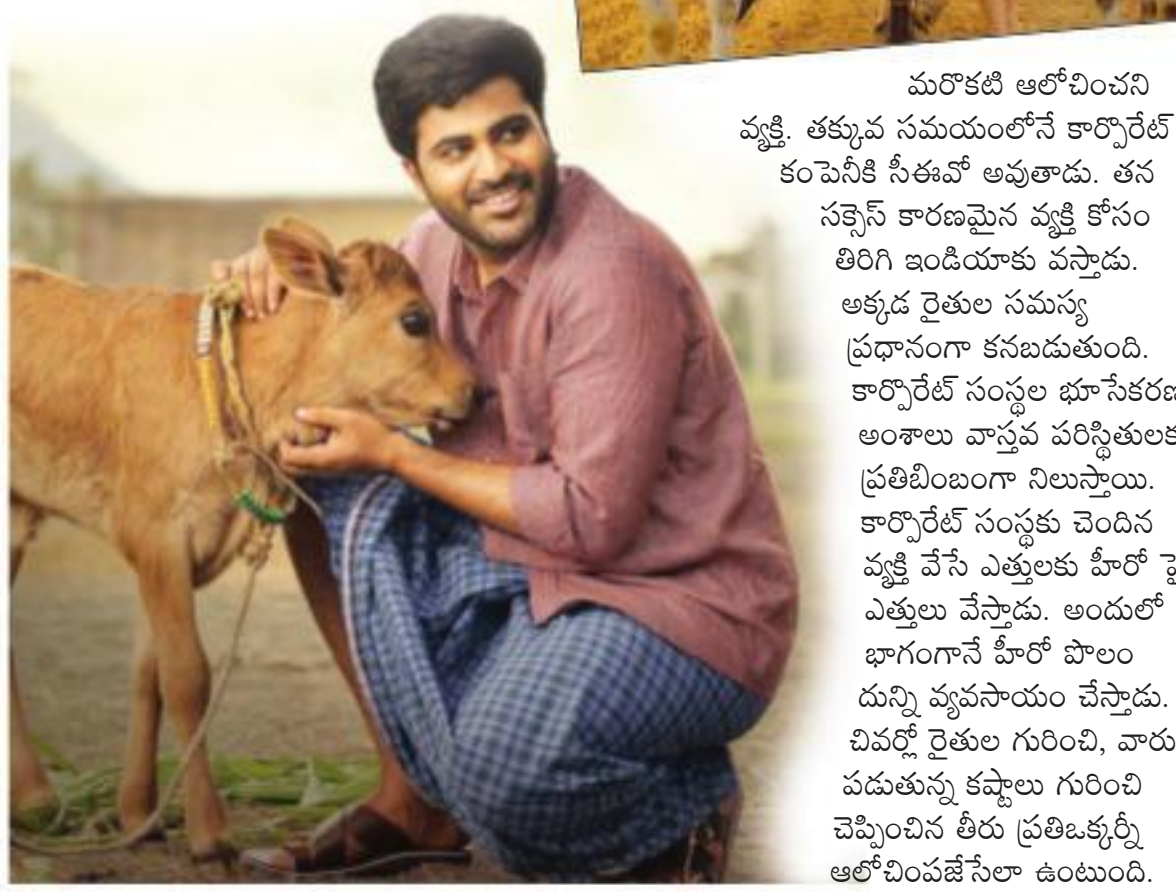 మరొకటి ఆలోచించని
వ్యక్తి. తక్కువ సమయంలోనే కార్పొరేట్
కంపెనీకి సీఈవో అవుతాడు. తన
సక్సెస్ కారణమైన వ్యక్తి కోసం
తిరిగి ఇండియాకు వస్తాడు.
అక్కడ రైతుల సమస్య
ప్రధానంగా కనబడుతుంది.
కార్పొరేట్ సంస్థల భూసేకరణ
అంశాలు వాస్తవ పరిస్థితులకు
ప్రతిబింబంగా నిలుస్తాయి.
కార్పొరేట్ సంస్థకు చెందిన
వ్యక్తి వేసే ఎత్తులకు హీరో
ఎత్తులు వేస్తాడు. అందులో
భాగంగానే హీరో పొలం
దున్ని వ్యవసాయం చేస్తాడు.
చివర్లో రైతుల గురించి, వారు
పడుతున్న కష్టాలు గురించి
చెప్పించిన తీరు ప్రతిఒక్కర్నీ
ఆలోచింపజేసేలా ఉంటుంది.